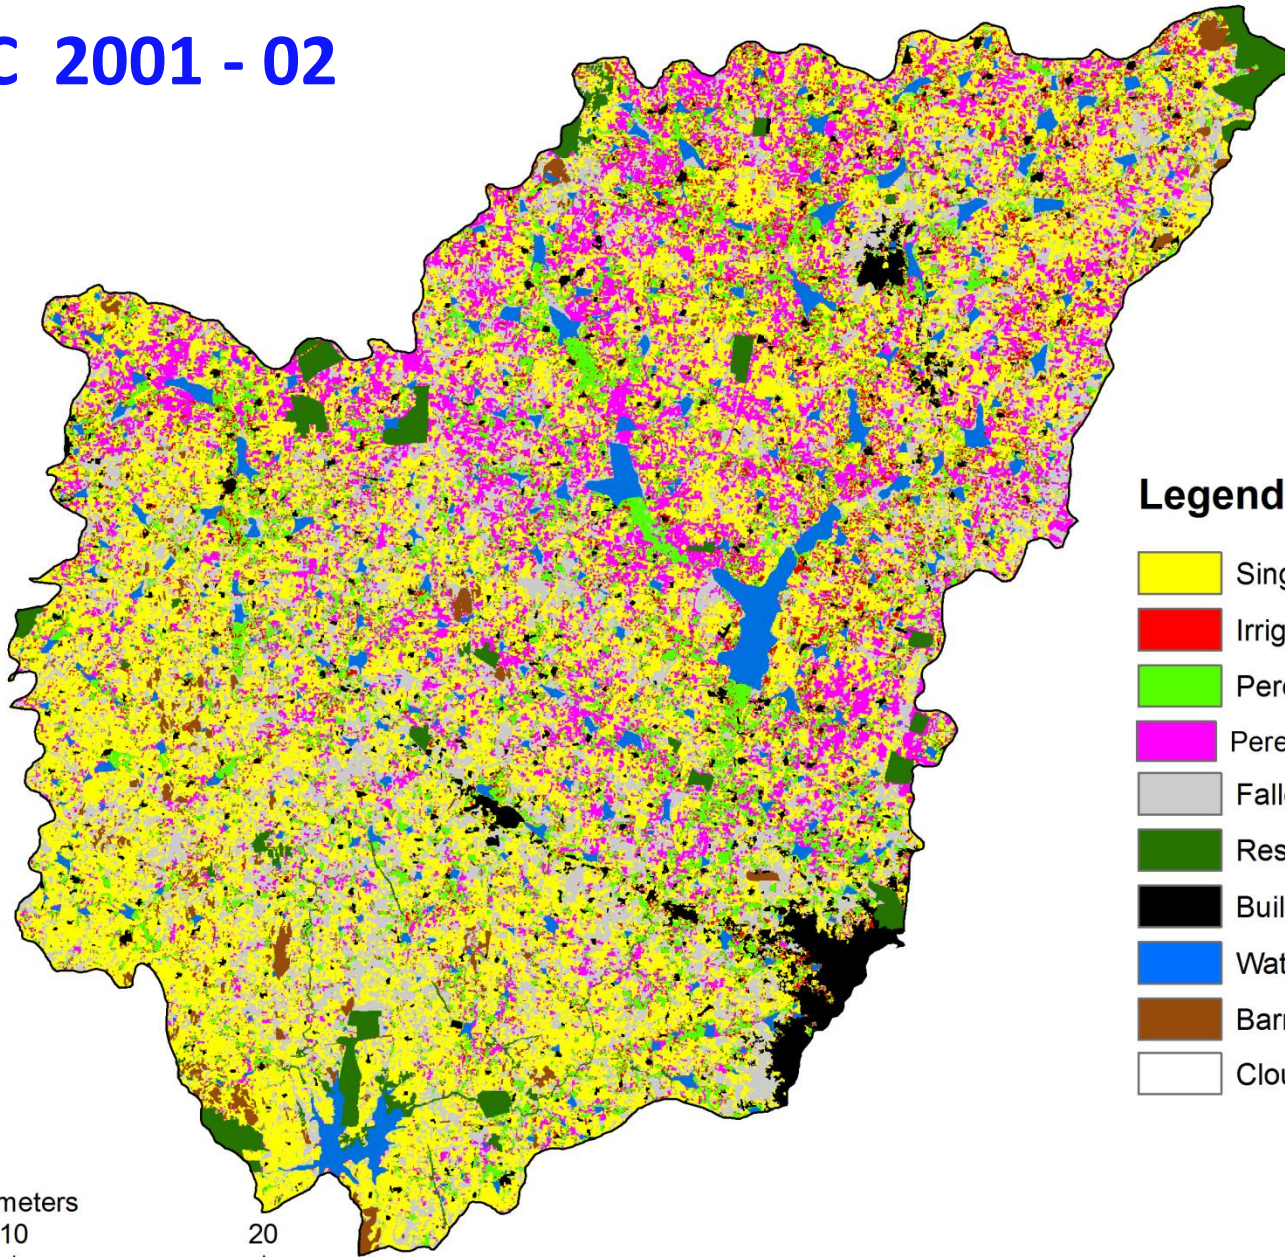 C 2001 - 02
Legend
Sing
Irrig
Pere
Pere
Fall
Res
Buil
Wat
Barr
Clou
meters
10 20